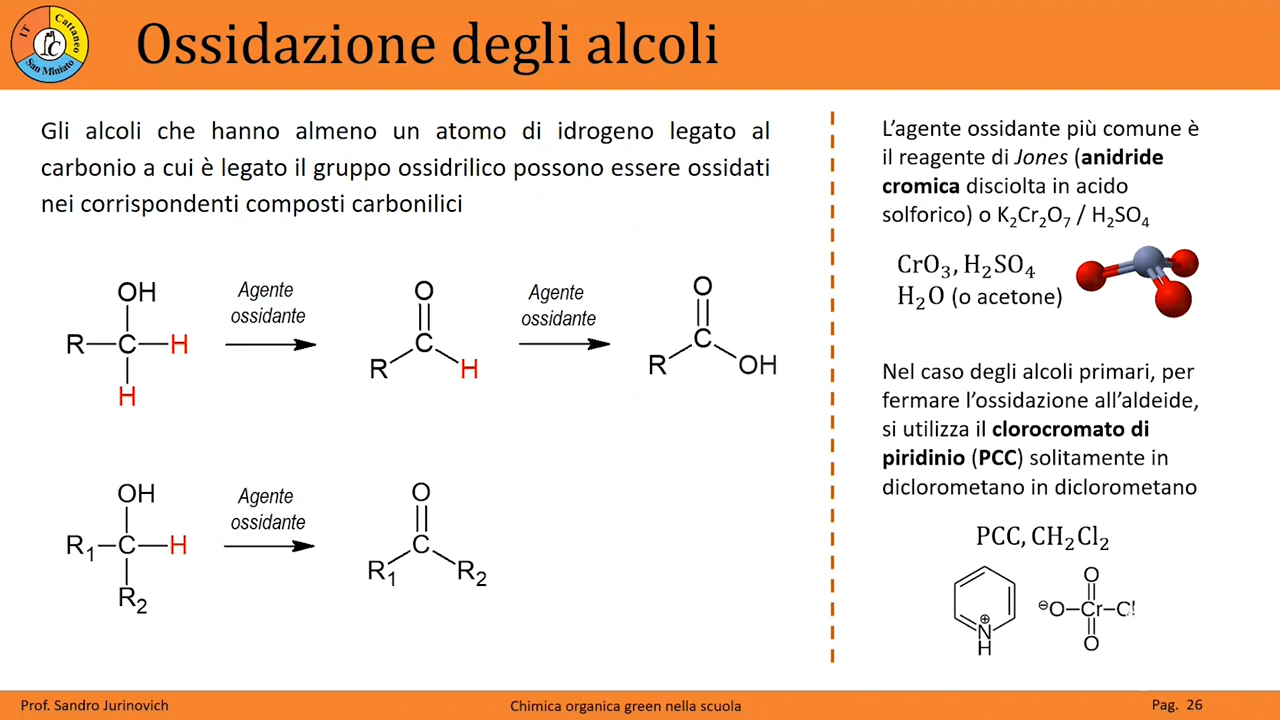 IT Cattaneo San Miniato
Ossidazione degli alcoli
Gli alcoli che hanno almeno un atomo di idrogeno legato al
carbonio a cui è legato il gruppo ossidrilico possono essere ossidati
nei corrispondenti composti carbonilici
OH
R—C—H
H
Agente
ossidante
O
C
R H
Agente
ossidante
O
C
R OH
OH
R₁—C—H
R₂
Agente
ossidante
O
C
R₁ R₂
L’agente ossidante più comune è
il reagente di Jones (anidride
cromica disciolta in acido
solforico) o K₂Cr₂O₇ / H₂SO₄
CrO₃, H₂SO₄
H₂O (o acetone)
Nel caso degli alcoli primari, per
fermare l’ossidazione all’aldeide,
si utilizza il clorocromato di
piridinio (PCC) solitamente in
diclorometano in diclorometano
PCC, CH₂Cl₂
⊕
N
H
O
⊖O—Cr—Cl
O
Prof. Sandro Jurinovich
Chimica organica green nella scuola
Pag. 26